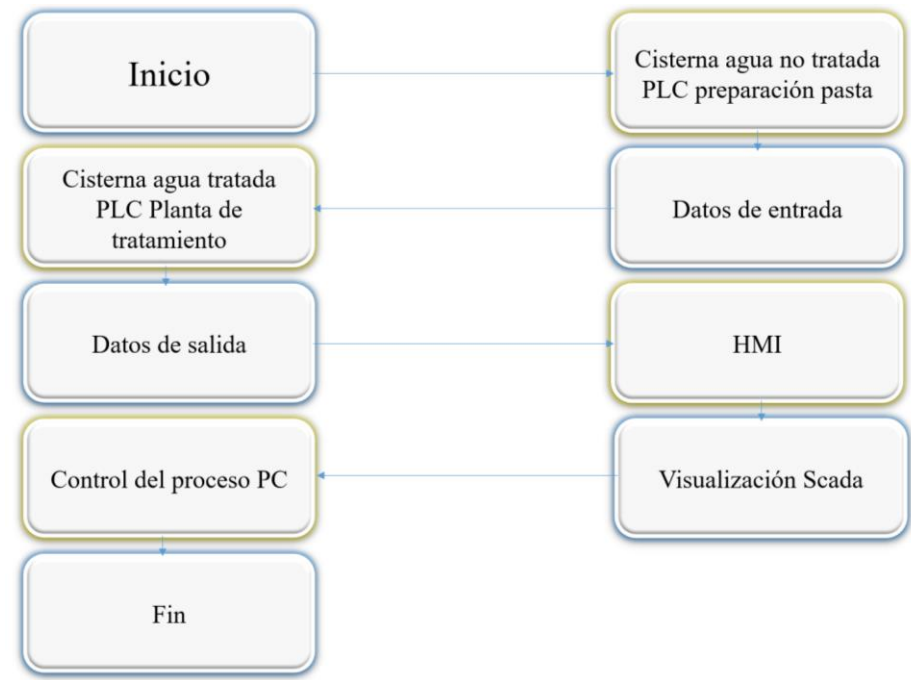 Inicio
Cisterna agua no tratada
PLC preparación pasta
Datos de entrada
Cisterna agua tratada
PLC Planta de
tratamiento
Datos de salida
HMI
Visualización Scada
Control del proceso PC
Fin